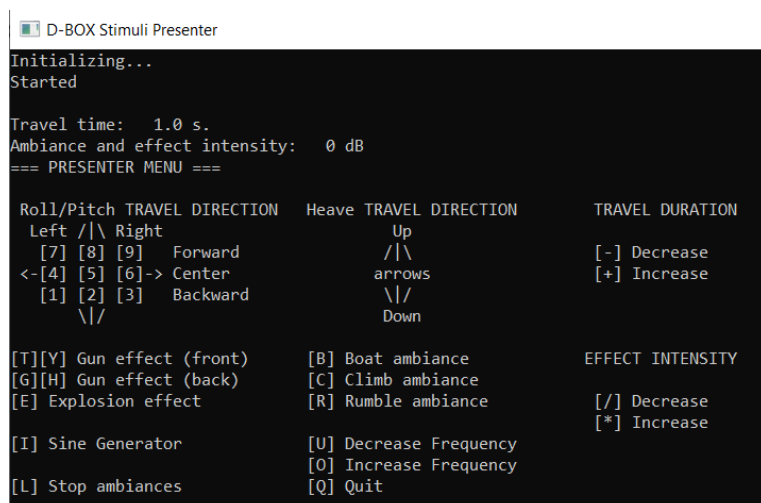 D-BOX Stimuli Presenter
Initializing...
Started
Travel time:   1.0 s.
Ambiance and effect intensity:   0 dB
=== PRESENTER MENU ===
 Roll/Pitch TRAVEL DIRECTION   Heave TRAVEL DIRECTION        TRAVEL DURATION
  Left /|\ Right                        Up
   [7] [8] [9]   Forward               /|\                   [-] Decrease
 <-[4] [5] [6]-> Center               arrows                 [+] Increase
   [1] [2] [3]   Backward              \|/
       \|/                             Down
[T][Y] Gun effect (front)      [B] Boat ambiance            EFFECT INTENSITY
[G][H] Gun effect (back)       [C] Climb ambiance
[E] Explosion effect           [R] Rumble ambiance           [/] Decrease
                                                             [*] Increase
[I] Sine Generator             [U] Decrease Frequency
                               [O] Increase Frequency
[L] Stop ambiances             [Q] Quit